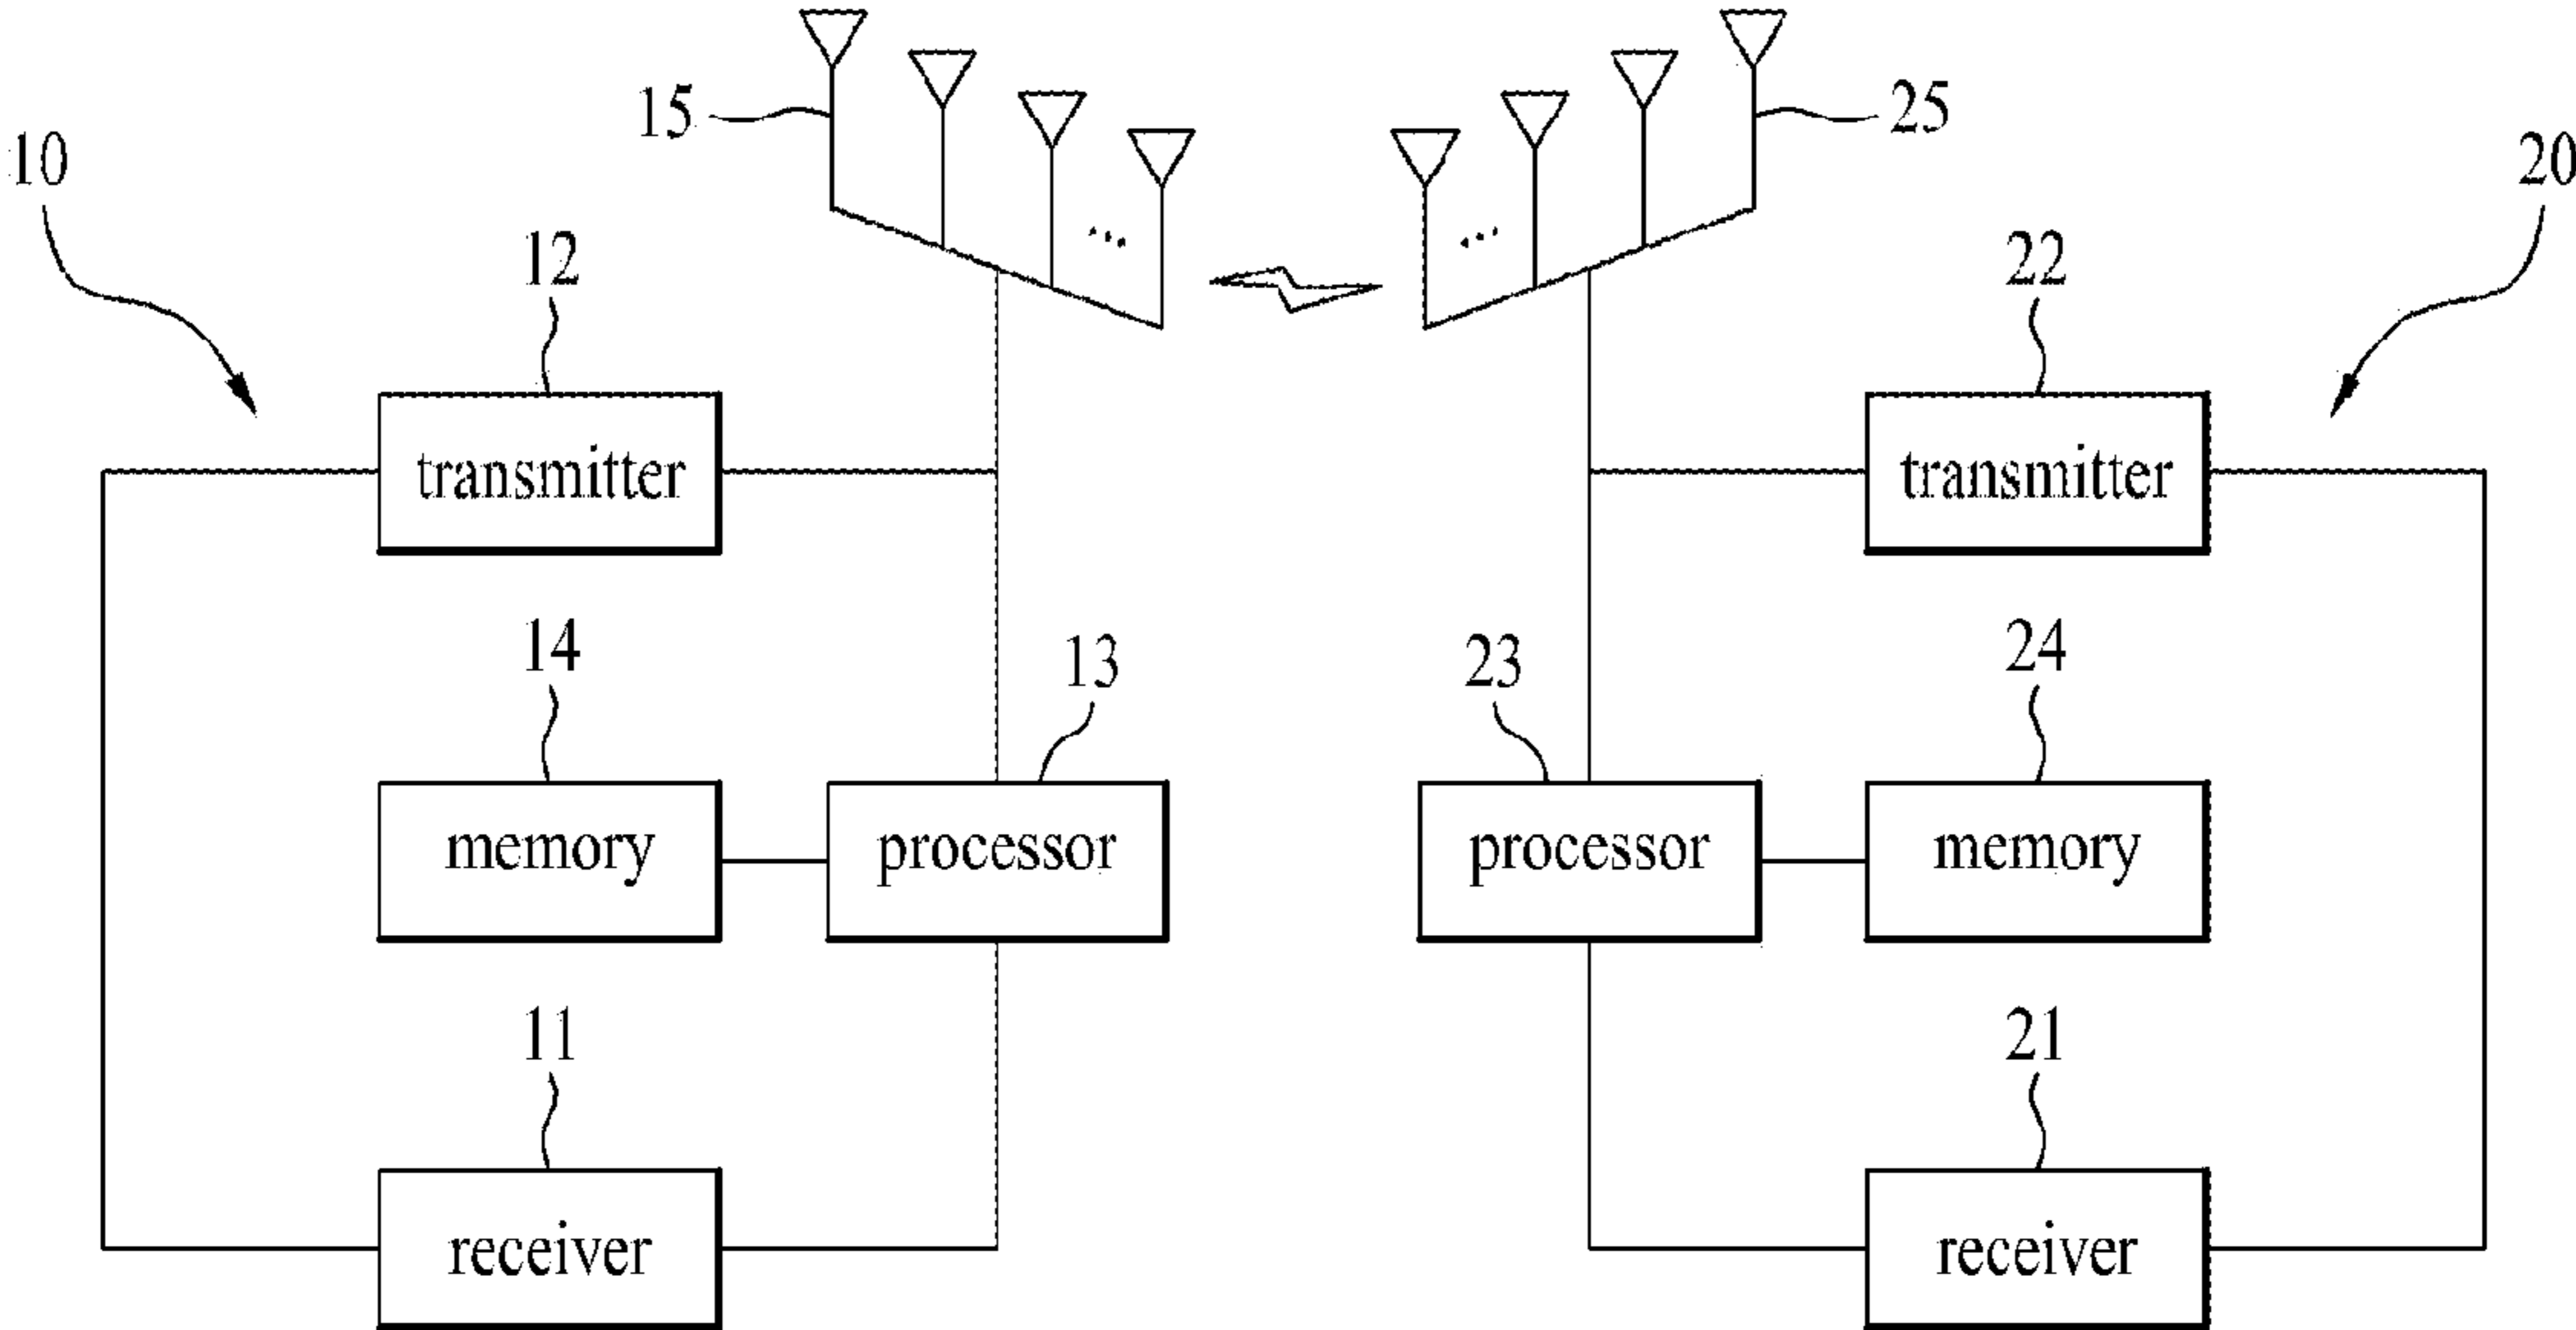 15
25
10
20
12
22
transmitter
transmitter
14
24
13
23
memory
processor
processor
memory
11
21
receiver
receiver